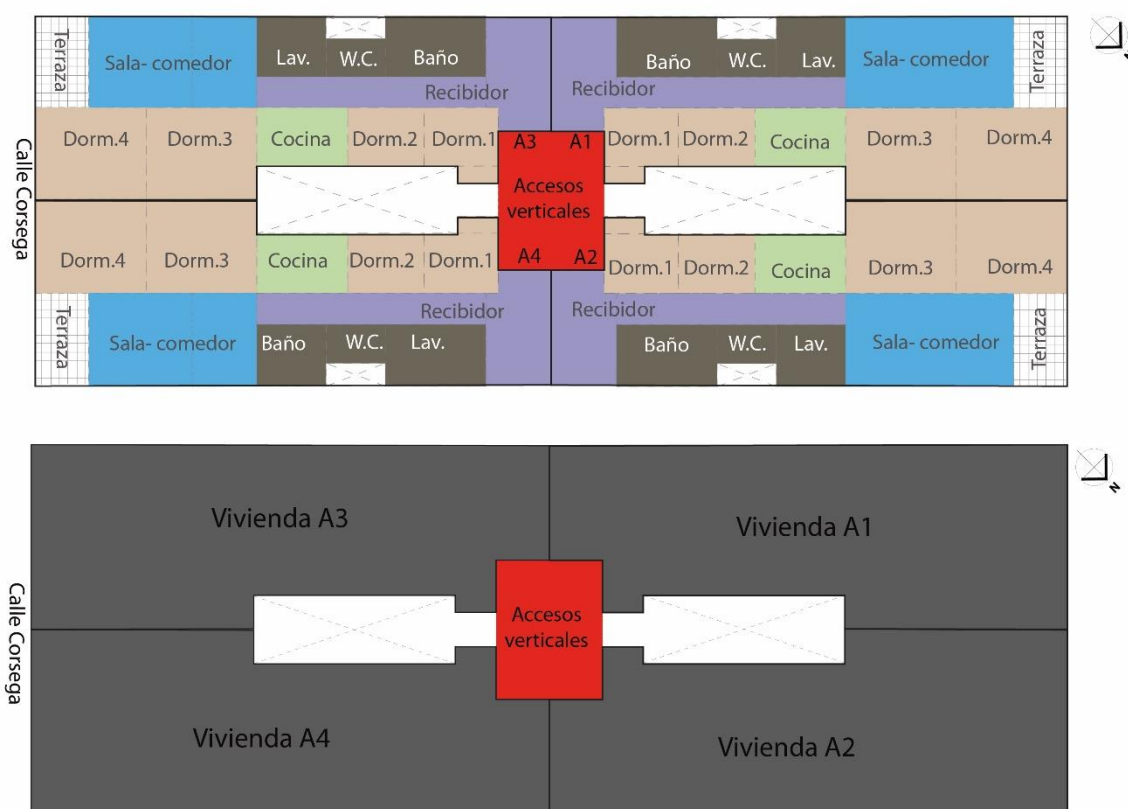 Terraza
Sala- comedor
Lav.
W.C.
Baño
Baño
W.C.
Lav.
Sala- comedor
Terraza
Recibidor
Recibidor
Dorm.4
Dorm.3
Cocina
Dorm.2
Dorm.1
A3
A1
Dorm.1
Dorm.2
Cocina
Dorm.3
Dorm.4
Calle Corsega
Accesos
verticales
Dorm.4
Dorm.3
Cocina
Dorm.2
Dorm.1
A4
A2
Dorm.1
Dorm.2
Cocina
Dorm.3
Dorm.4
Recibidor
Recibidor
Terraza
Sala- comedor
Baño
W.C.
Lav.
Baño
W.C.
Lav.
Sala- comedor
Terraza
N
Vivienda A3
Vivienda A1
Calle Corsega
Accesos
verticales
Vivienda A4
Vivienda A2